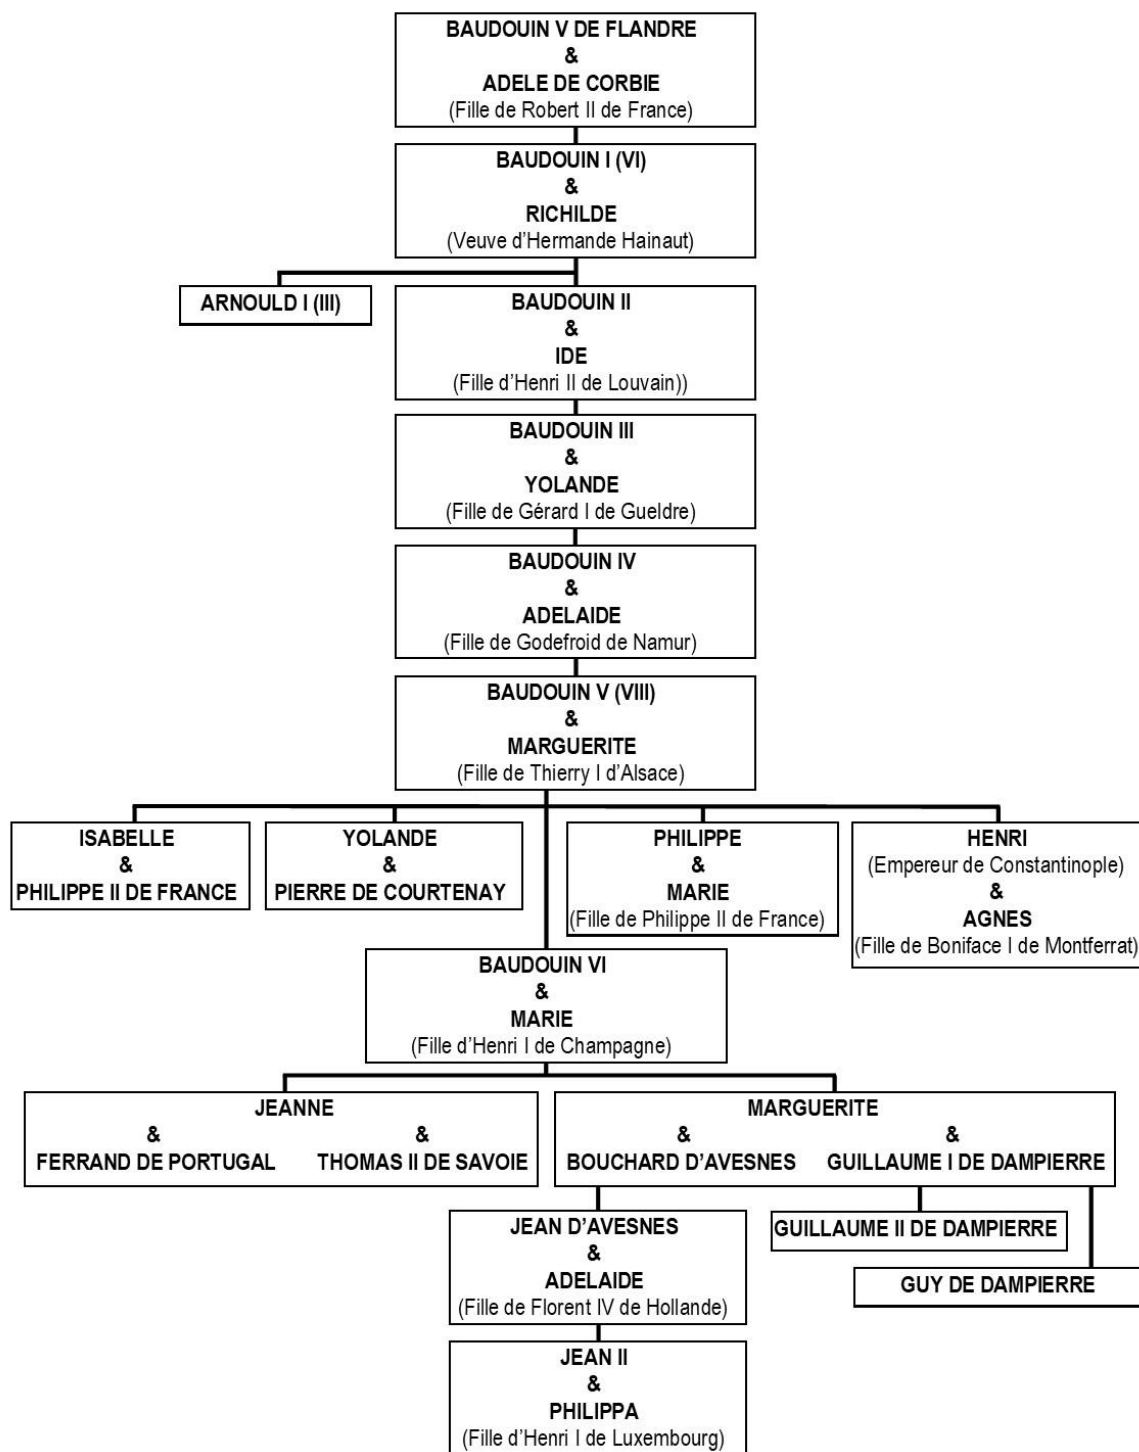 BAUDOUIN V DE FLANDRE
&
ADELE DE CORBIE
(Fille de Robert II de France)
BAUDOUIN I (VI)
&
RICHILDE
(Veuve d'Hermande Hainaut)
ARNOULD I (III)
BAUDOUIN II
&
IDE
(Fille d'Henri II de Louvain))
BAUDOUIN III
&
YOLANDE
(Fille de Gérard I de Gueldre)
BAUDOUIN IV
&
ADELAIDE
(Fille de Godefroid de Namur)
BAUDOUIN V (VIII)
&
MARGUERITE
(Fille de Thierry I d'Alsace)
ISABELLE
&
PHILIPPE II DE FRANCE
YOLANDE
&
PIERRE DE COURTENAY
PHILIPPE
&
MARIE
(Fille de Philippe II de France)
HENRI
(Empereur de Constantinople)
&
AGNES
(Fille de Boniface I de Montferrat)
BAUDOUIN VI
&
MARIE
(Fille d'Henri I de Champagne)
JEANNE
& &
FERRAND DE PORTUGAL THOMAS II DE SAVOIE
MARGUERITE
& &
BOUCHARD D'AVESNES GUILLAUME I DE DAMPIERRE
JEAN D'AVESNES
&
ADELAIDE
(Fille de Florent IV de Hollande)
GUILLAUME II DE DAMPIERRE
GUY DE DAMPIERRE
JEAN II
&
PHILIPPA
(Fille d'Henri I de Luxembourg)